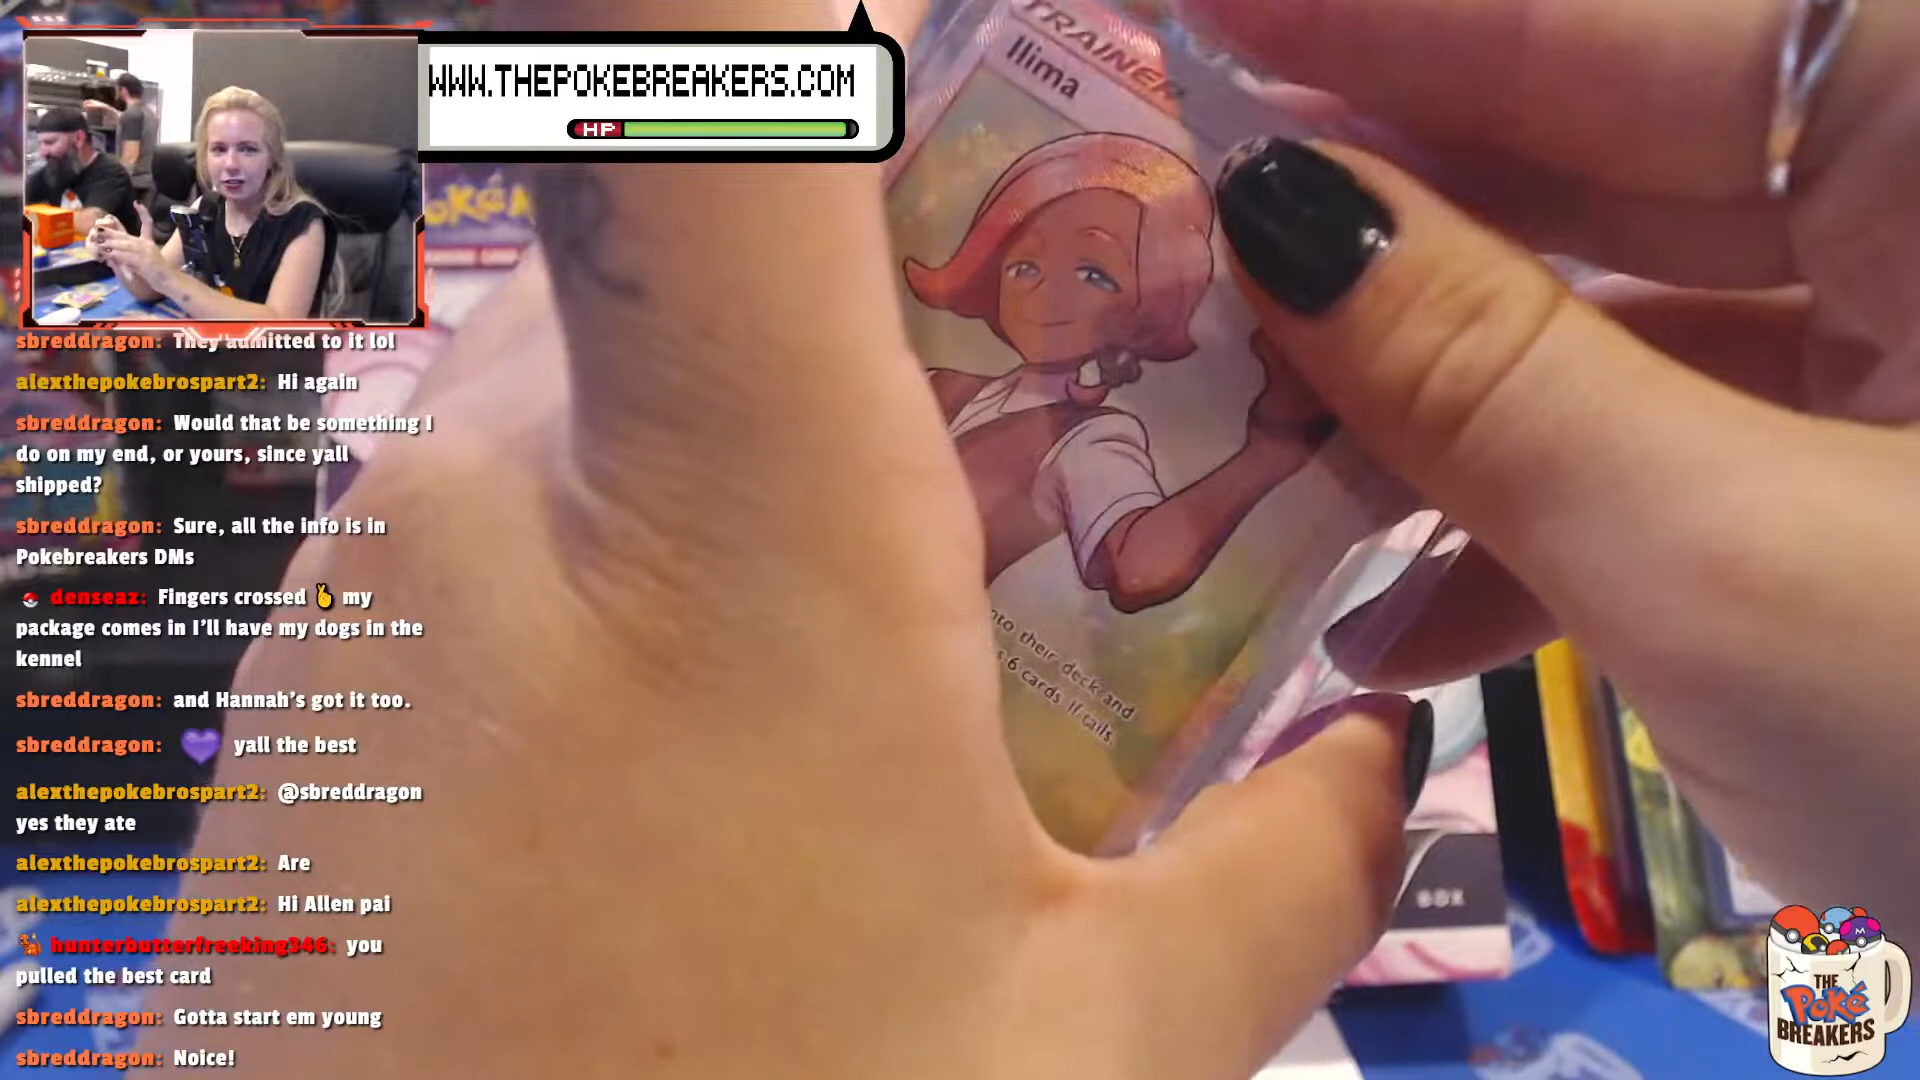 WWW.THEPOKEBREAKERS.COM
HP
TRAINER
Ilima
into their deck and
6 cards. If tails,
BOX
sbreddragon: They admitted to it lol
alexthepokebrospart2: Hi again
sbreddragon: Would that be something I
do on my end, or yours, since yall
shipped?
sbreddragon: Sure, all the info is in
Pokebreakers DMs
denseaz: Fingers crossed 🤞 my
package comes in I'll have my dogs in the
kennel
sbreddragon: and Hannah's got it too.
sbreddragon: 💜 yall the best
alexthepokebrospart2: @sbreddragon
yes they ate
alexthepokebrospart2: Are
alexthepokebrospart2: Hi Allen pai
hunterbutterfreeking346: you
pulled the best card
sbreddragon: Gotta start em young
sbreddragon: Noice!
THE
Poké
BREAKERS